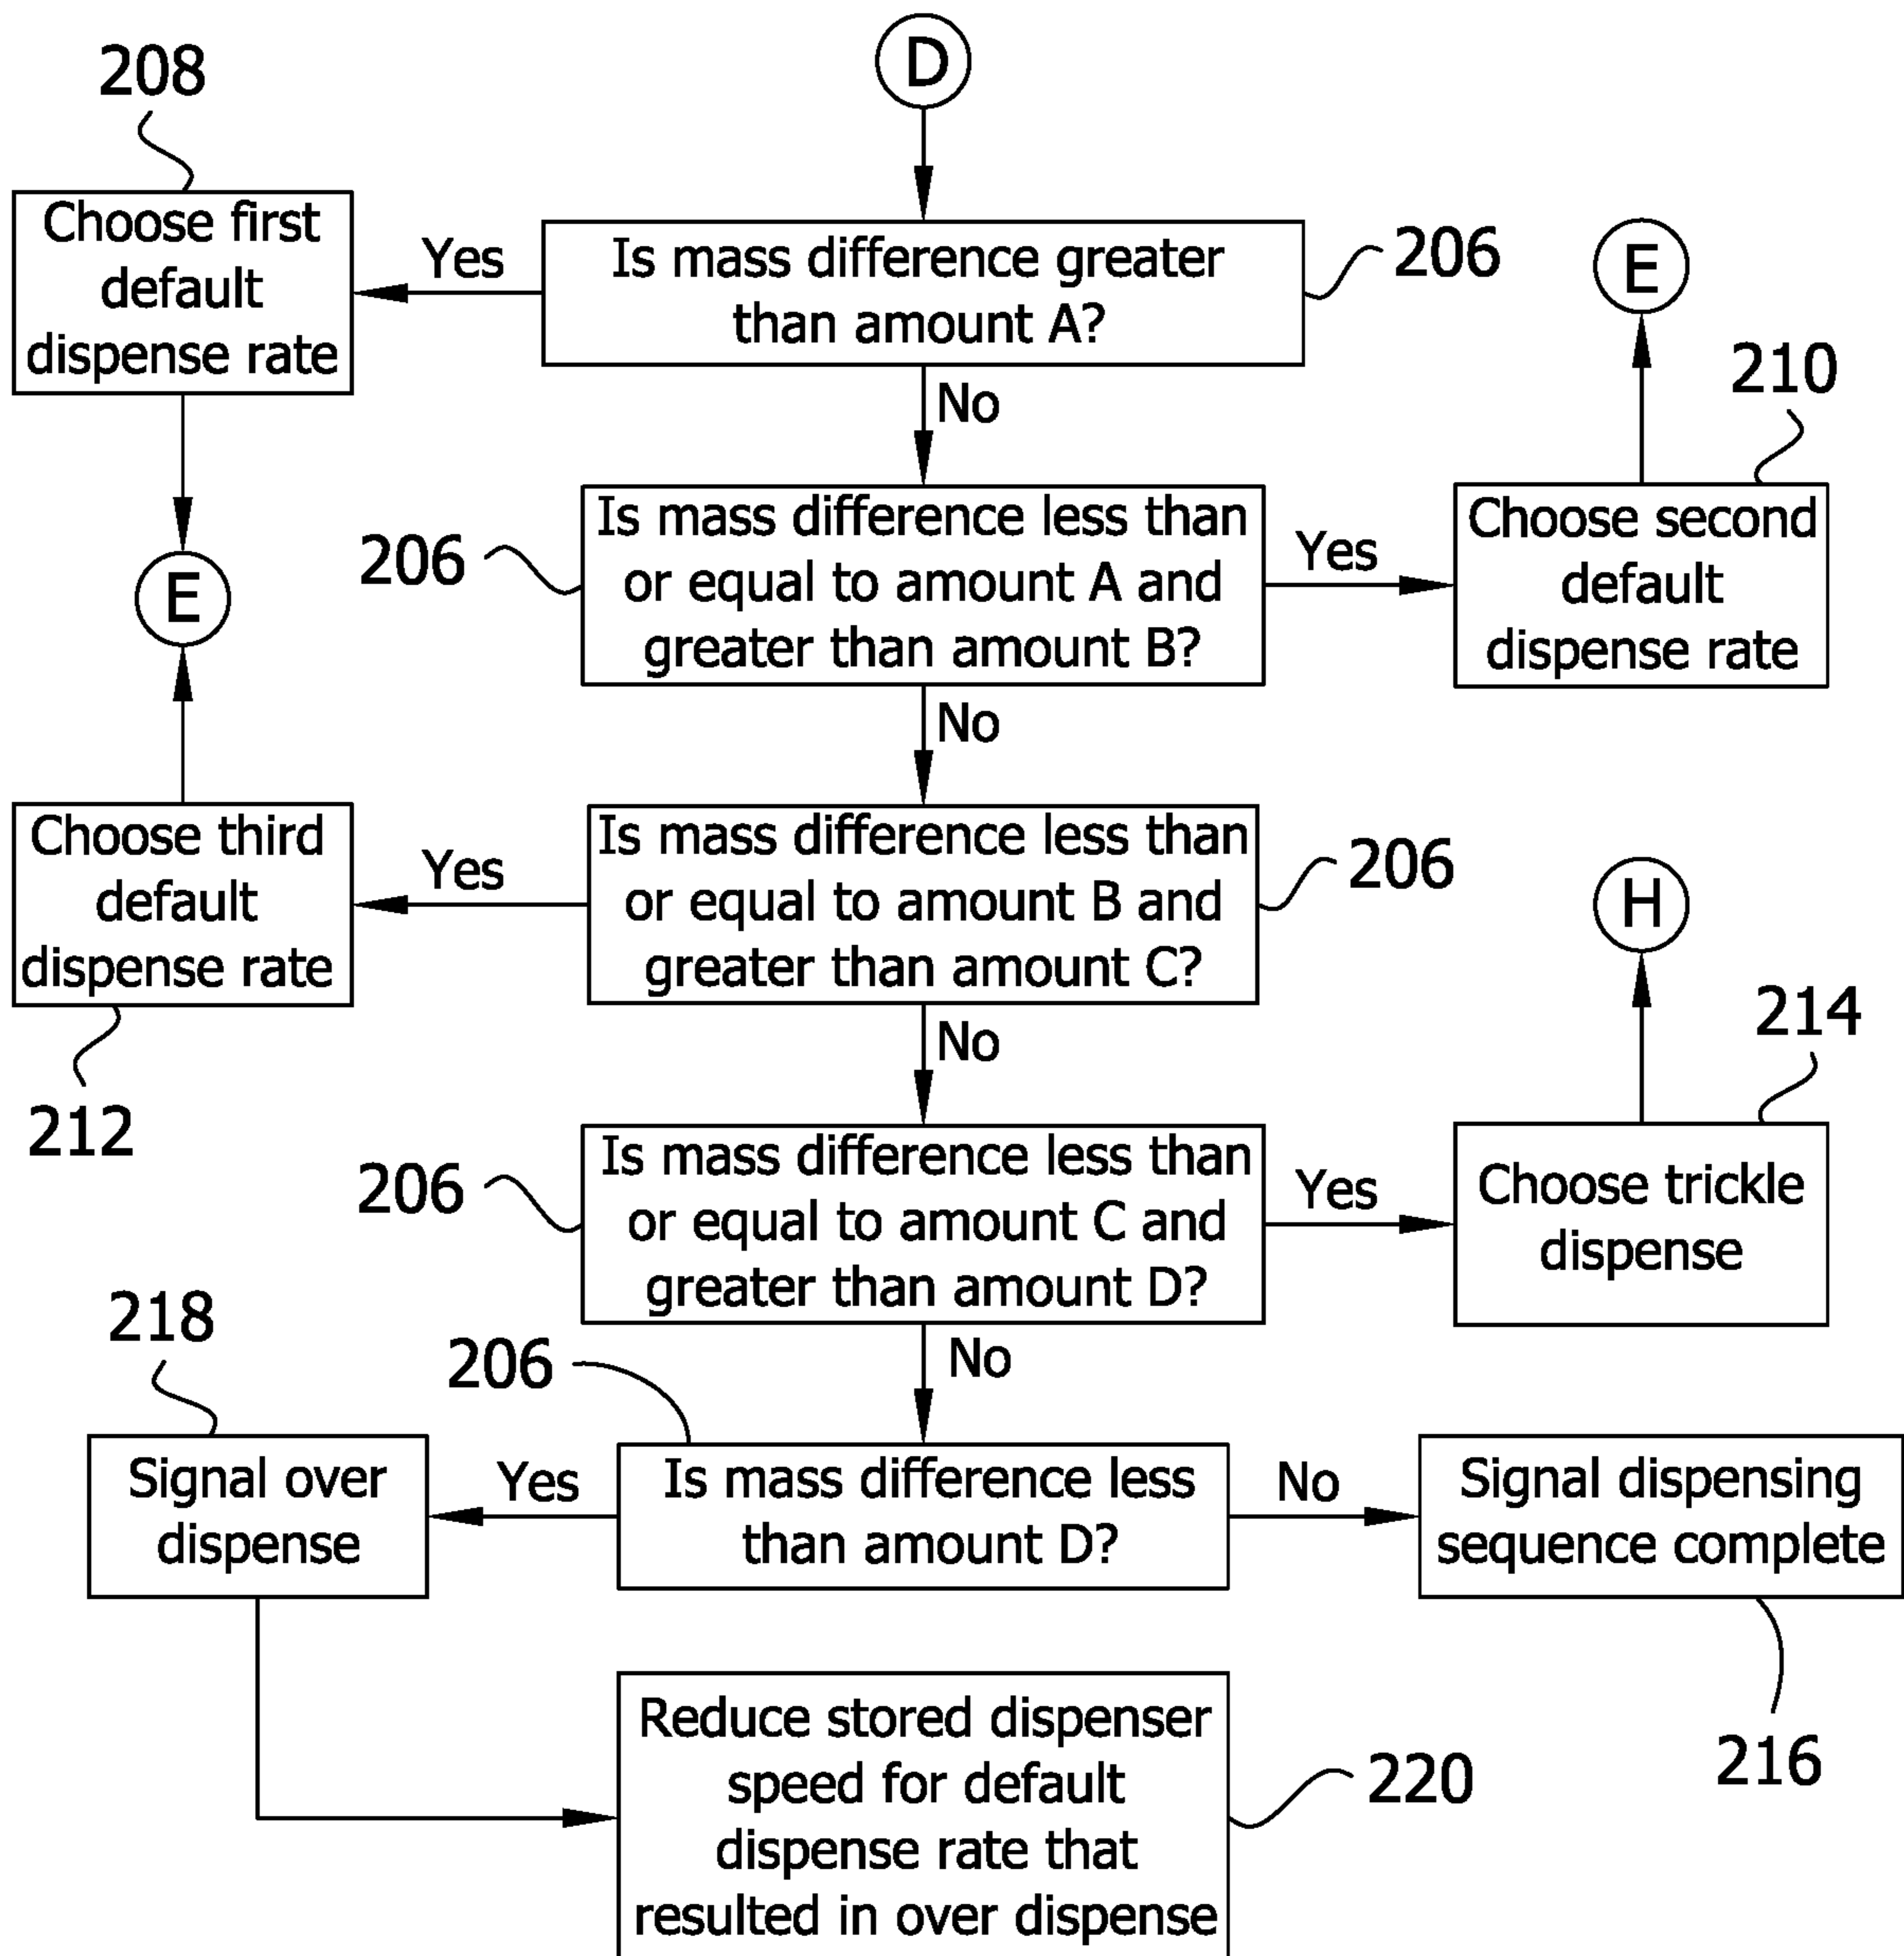 D
208
Choose first
default
dispense rate
Yes
Is mass difference greater
than amount A?
206
E
No
210
206
Is mass difference less than
or equal to amount A and
greater than amount B?
Yes
Choose second
default
dispense rate
E
No
Choose third
default
dispense rate
Yes
Is mass difference less than
or equal to amount B and
greater than amount C?
206
H
212
No
214
206
Is mass difference less than
or equal to amount C and
greater than amount D?
Yes
Choose trickle
dispense
218
206
No
Signal over
dispense
Yes
Is mass difference less
than amount D?
No
Signal dispensing
sequence complete
Reduce stored dispenser
speed for default
dispense rate that
resulted in over dispense
220
216